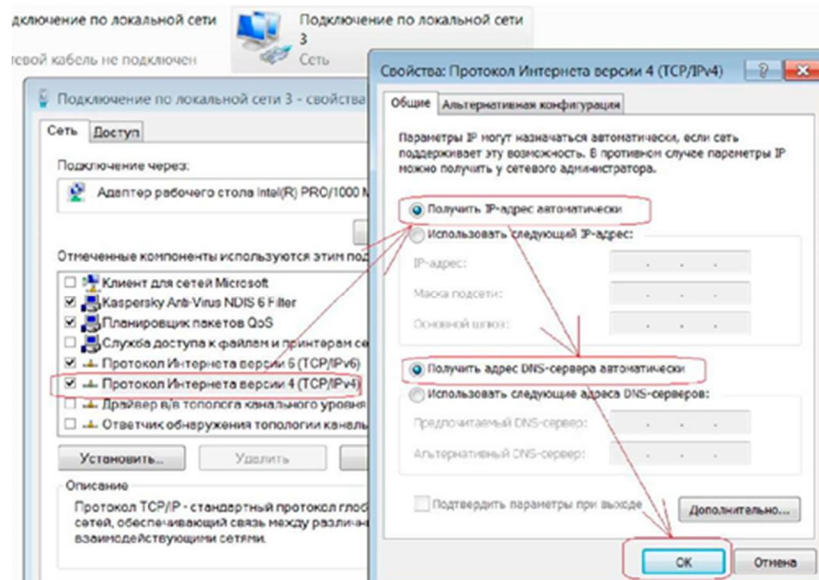 дключение по локальной сети
тевой кабель не подключен
Подключение по локальной сети
3
Сеть
Подключение по локальной сети 3 - свойства
Сеть
Доступ
Подключение через:
Адаптер рабочего стола Intel(R) PRO/1000 M
Отмеченные компоненты используются этим под
Клиент для сетей Microsoft
Kaspersky Anti-Virus NDIS 6 Filter
Планировщик пакетов QoS
Служба доступа к файлам и принтерам се
Протокол Интернета версии 6 (TCP/IPv6)
Протокол Интернета версии 4 (TCP/IPv4)
Драйвер в/в тополога канального уровня
Ответчик обнаружения топологии каналь
Установить...
Удалить
Описание
Протокол TCP/IP - стандартный протокол глоб
сетей, обеспечивающий связь между различн
взаимодействующими сетями.
Свойства: Протокол Интернета версии 4 (TCP/IPv4)
Общие
Альтернативная конфигурация
Параметры IP могут назначаться автоматически, если сеть
поддерживает эту возможность. В противном случае параметры IP
можно получить у сетевого администратора.
Получить IP-адрес автоматически
Использовать следующий IP-адрес:
IP-адрес:
Маска подсети:
Основной шлюз:
Получить адрес DNS-сервера автоматически
Использовать следующие адреса DNS-серверов:
Предпочитаемый DNS-сервер:
Альтернативный DNS-сервер:
Подтвердить параметры при выходе
Дополнительно...
ОК
Отмена